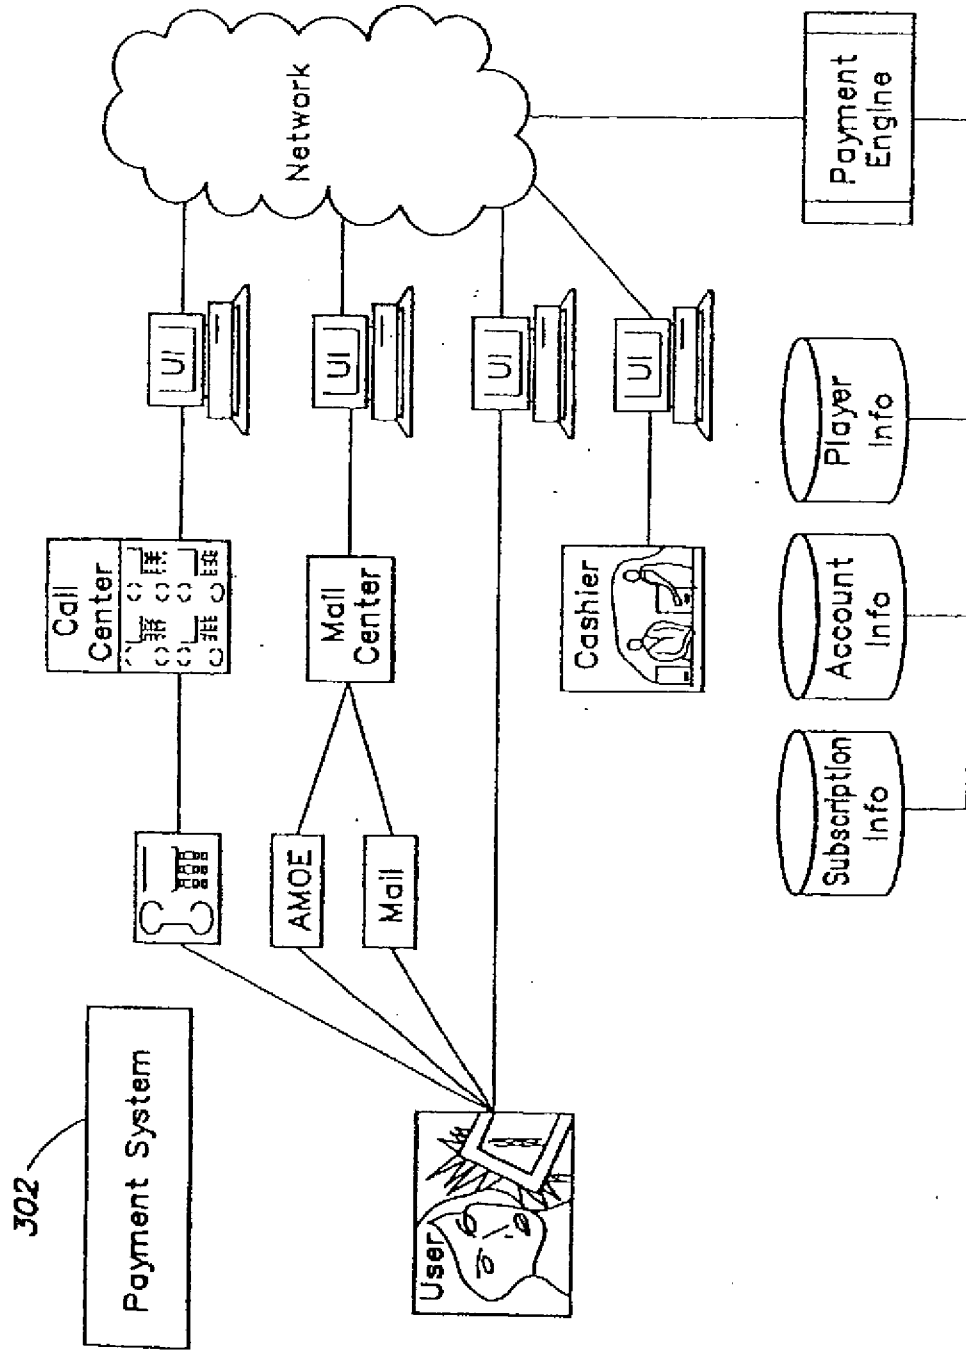 302
Payment System
User
AMOE
Mail
Call
Center
Mail
Center
Cashier
UI
UI
UI
UI
Network
Subscription
Info
Account
Info
Player
Info
Payment
Engine